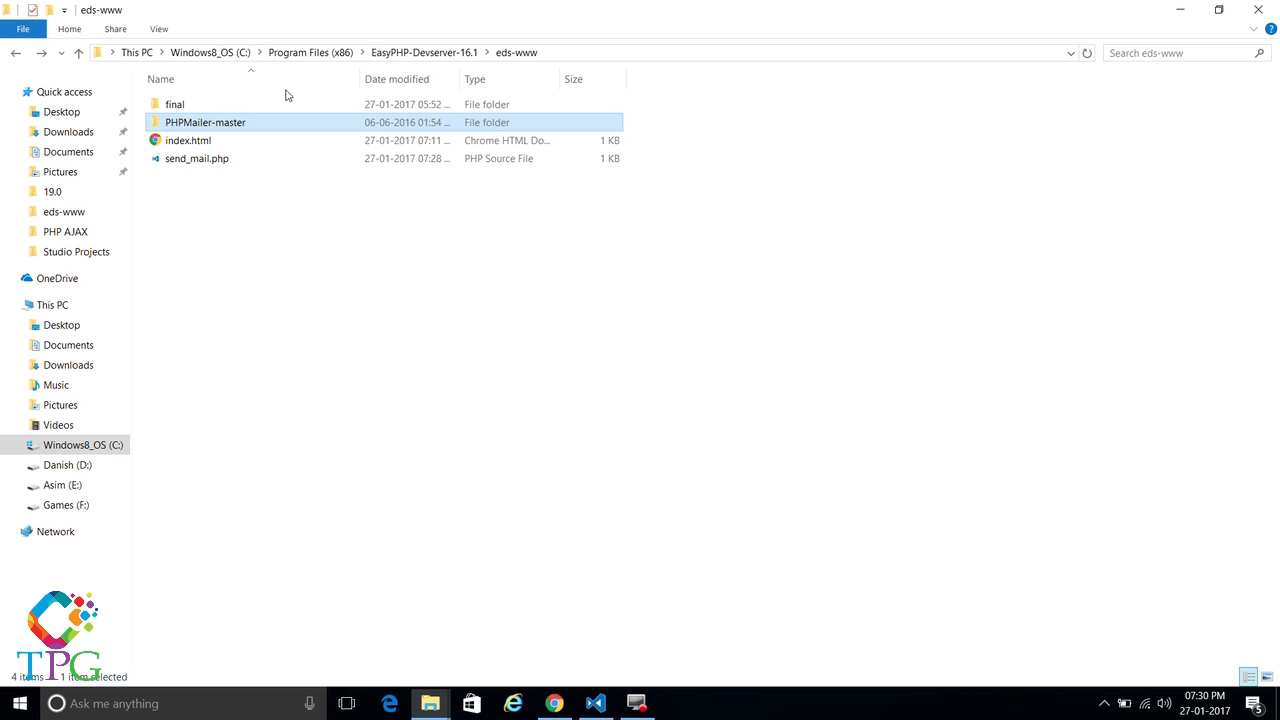 eds-www
File Home Share View
This PC Windows8_OS (C:) Program Files (x86) EasyPHP-Devserver-16.1 eds-www Search eds-www
Name Date modified Type Size
Quick access
Desktop
Downloads
Documents
Pictures
19.0
eds-www
PHP AJAX
Studio Projects
OneDrive
This PC
Desktop
Documents
Downloads
Music
Pictures
Videos
Windows8_OS (C:)
Danish (D:)
Asim (E:)
Games (F:)
Network
final 27-01-2017 05:52 ... File folder
PHPMailer-master 06-06-2016 01:54 ... File folder
index.html 27-01-2017 07:11 ... Chrome HTML Do... 1 KB
send_mail.php 27-01-2017 07:28 ... PHP Source File 1 KB
TPG
4 items 1 item selected
Ask me anything
07:30 PM
27-01-2017
5